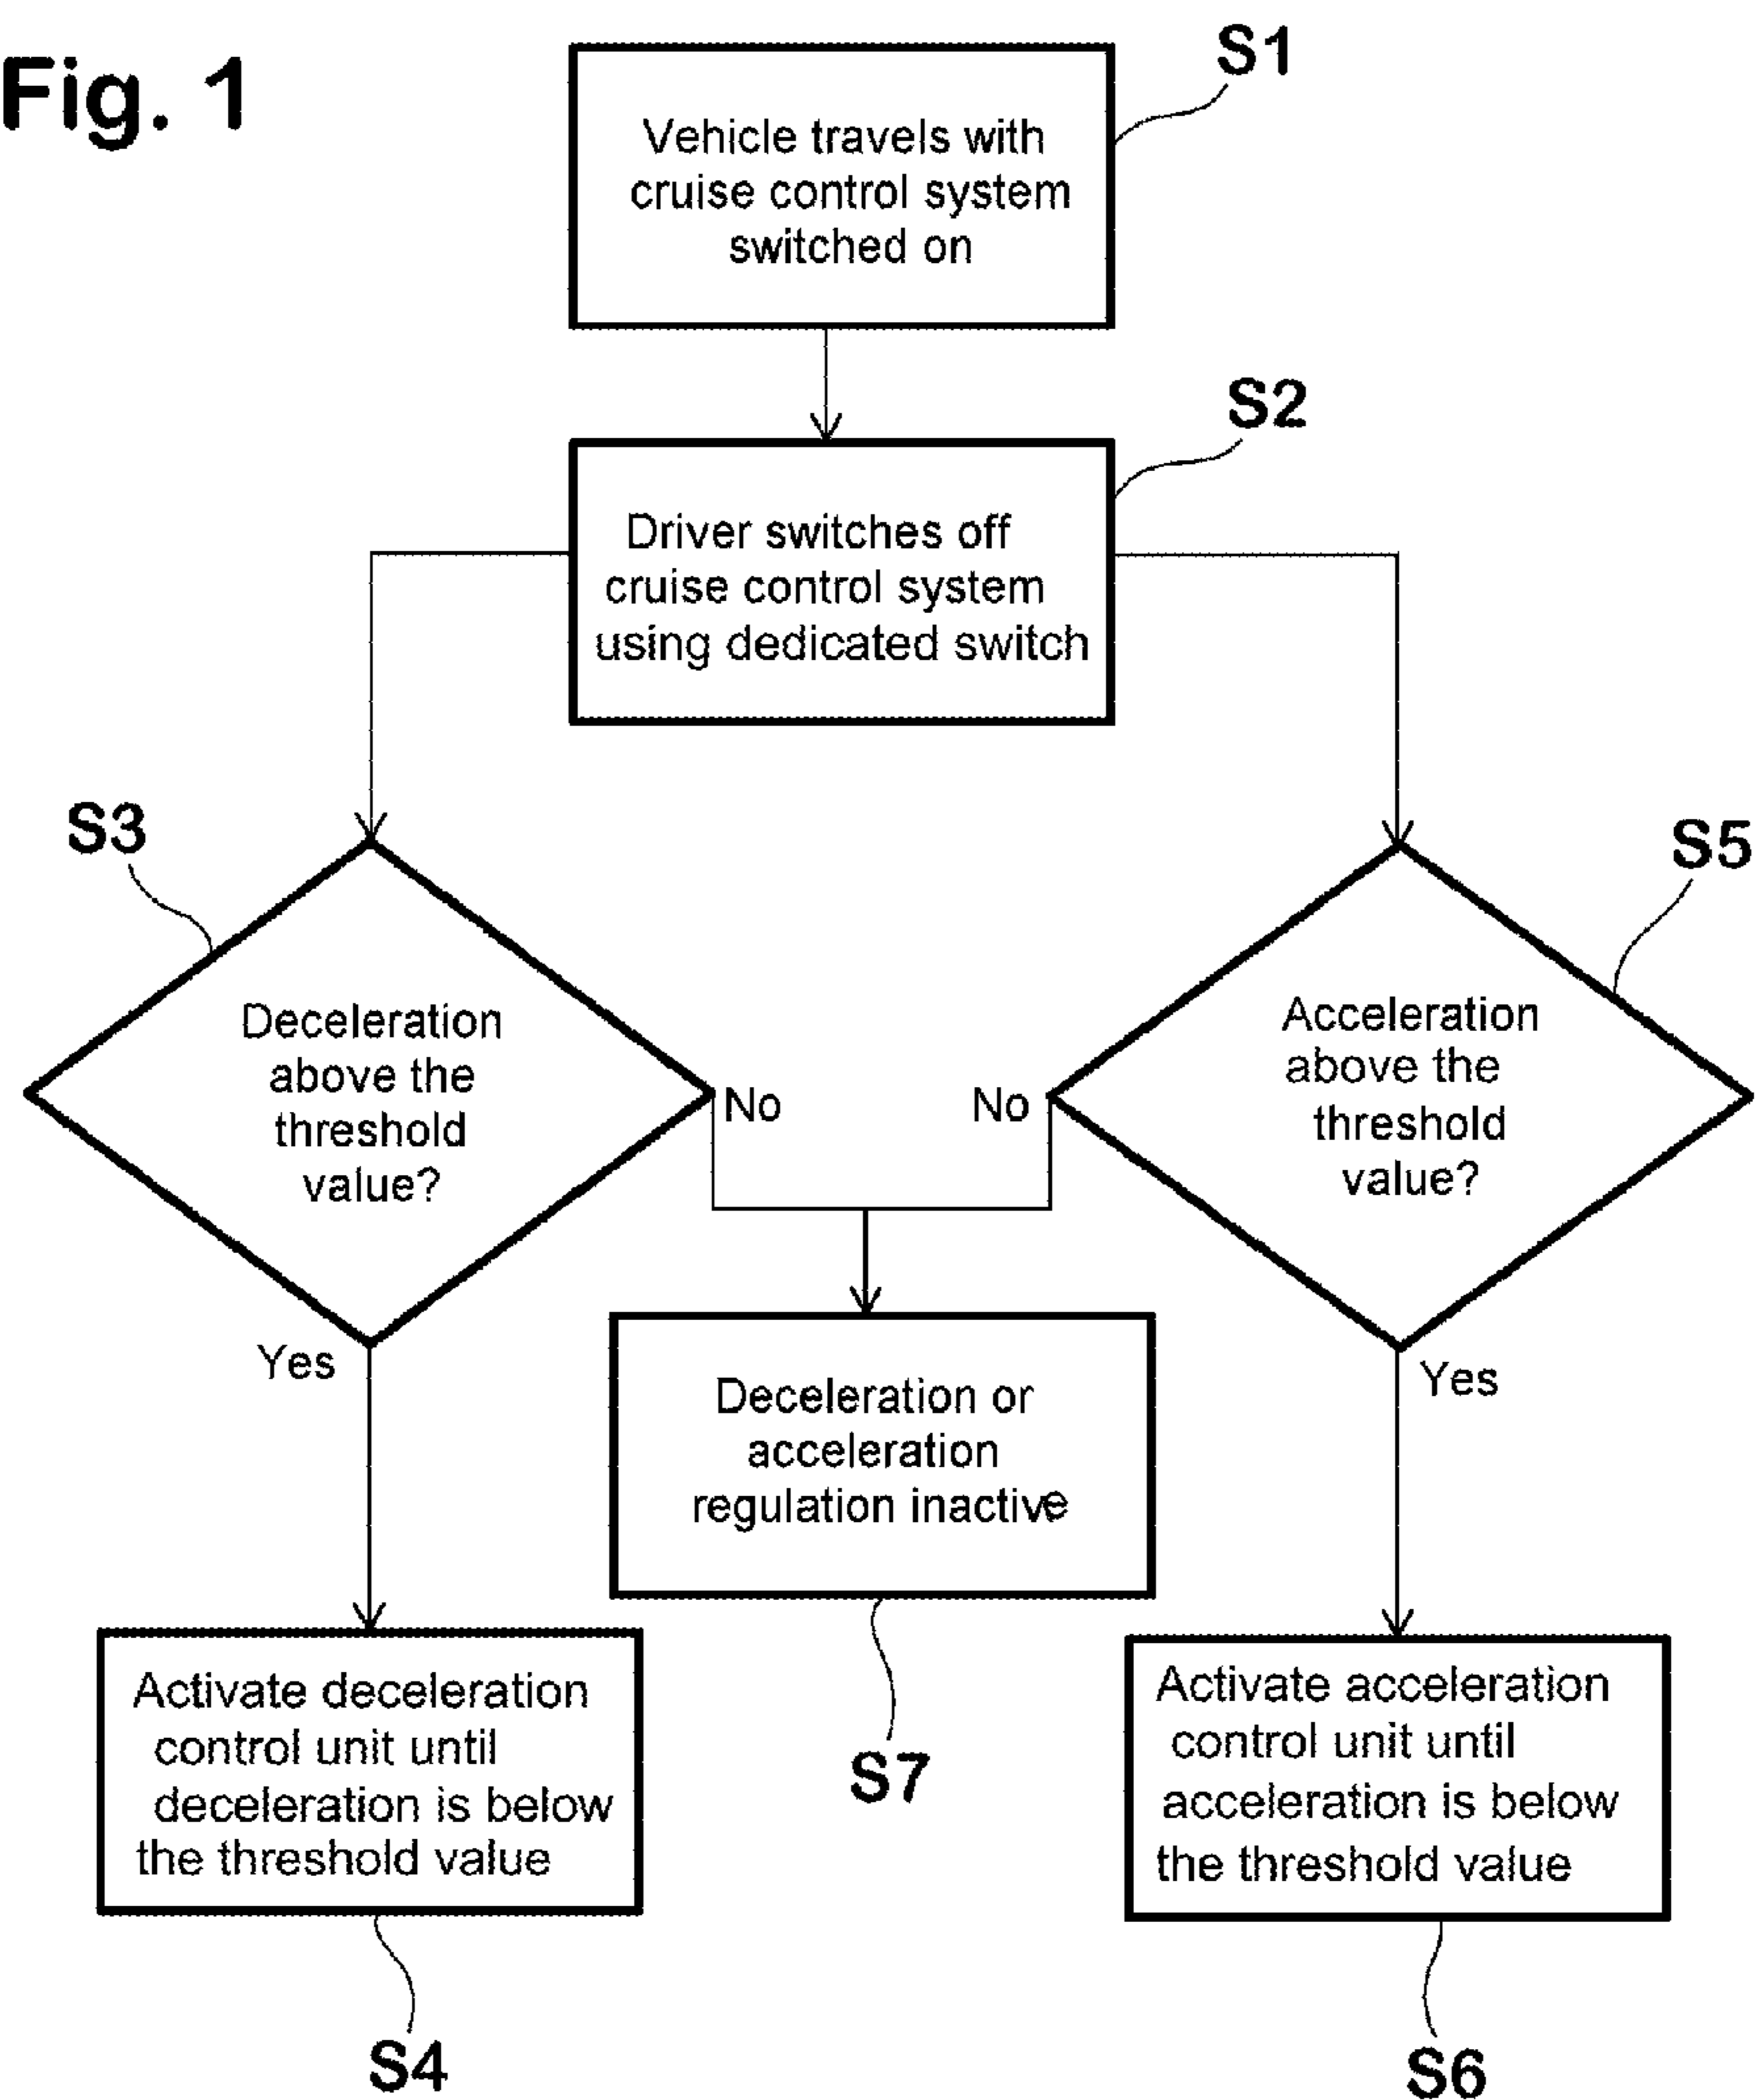 Fig. 1
S1
Vehicle travels with
cruise control system
switched on
S2
Driver switches off
cruise control system
using dedicated switch
S3
Deceleration
above the
threshold
value?
No
Yes
S5
Acceleration
above the
threshold
value?
No
Yes
Deceleration or
acceleration
regulation inactive
S7
Activate deceleration
control unit until
deceleration is below
the threshold value
S4
Activate acceleration
control unit until
acceleration is below
the threshold value
S6